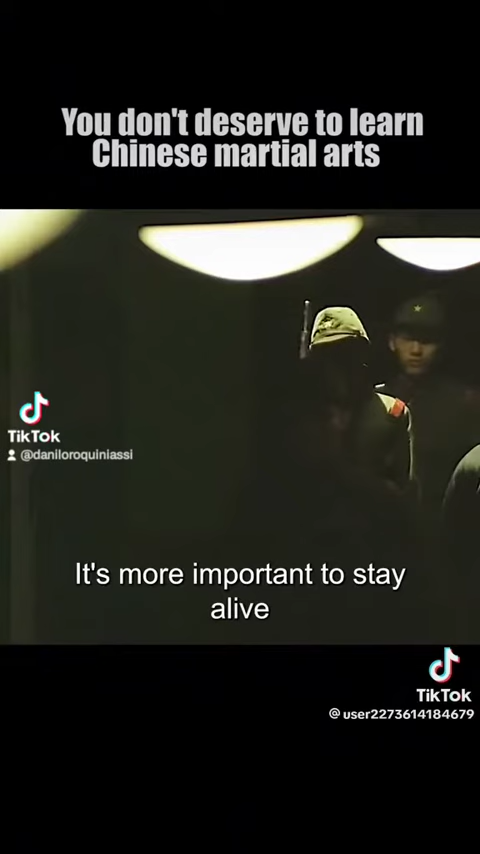 You don't deserve to learn
Chinese martial arts
TikTok
@daniloroquiniassi
It's more important to stay
alive
TikTok
@user2273614184679